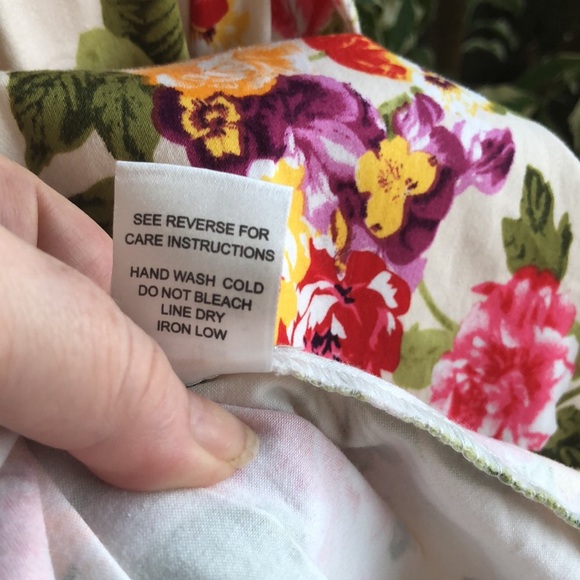 SEE REVERSE FOR
CARE INSTRUCTIONS
HAND WASH COLD
DO NOT BLEACH
LINE DRY
IRON LOW